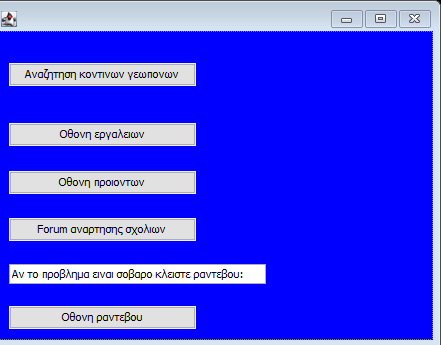 Αναζητηση κοντινων γεωπονων
Οθονη εργαλειων
Οθονη προιοντων
Forum αναρτησης σχολιων
Αν το προβλημα ειναι σοβαρο κλειστε ραντεβου:
Οθονη ραντεβου